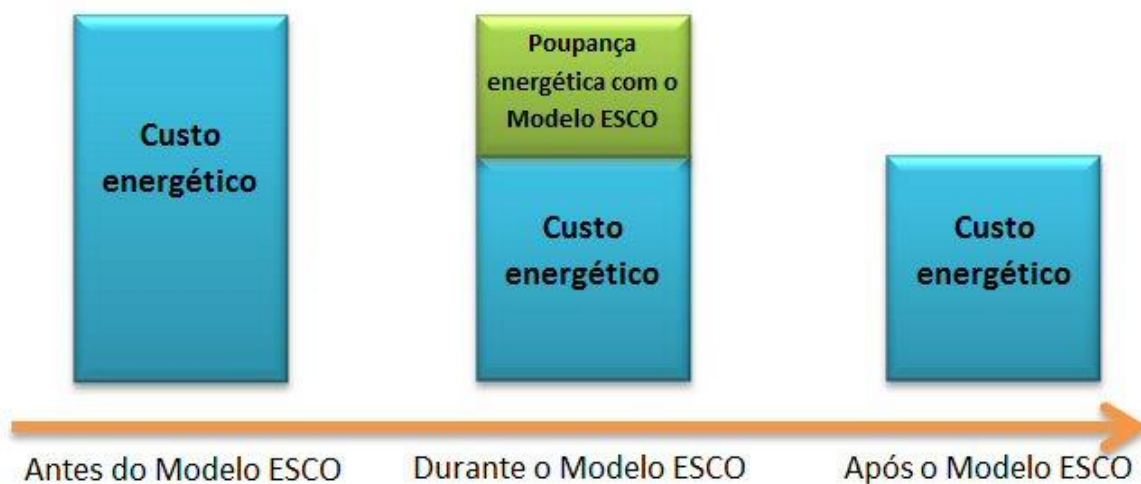 Custo
energético
Poupança
energética com o
Modelo ESCO
Custo
energético
Custo
energético
Antes do Modelo ESCO
Durante o Modelo ESCO
Após o Modelo ESCO